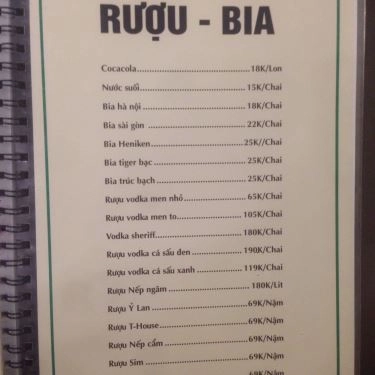 RƯỢU - BIA
Cocacola........................................18K/Lon
Nước suối........................................15K/Chai
Bia hà nội........................................18K/Chai
Bia sài gòn ........................................22K/Chai
Bia Heniken........................................25K//Chai
Bia tiger bạc ........................................25K/Chai
Bia trúc bạch........................................25K/Chai
Rượu vodka men nhỏ........................................65K/Chai
Rượu vodka men to........................................105K/Chai
Vodka sheriff........................................180K/Chai
Rượu vodka cá sấu đen ........................................190K/Chai
Rượu vodka cá sấu xanh ........................................119K/Chai
Rượu Nếp ngâm ........................................180K/Lit
Rượu Ỷ Lan ........................................69K/Nậm
Rượu T-House........................................69K/Nậm
Rượu Nếp cẩm ........................................69K/Nậm
Rượu Sim ........................................69K/Nậm
69K/Nậm